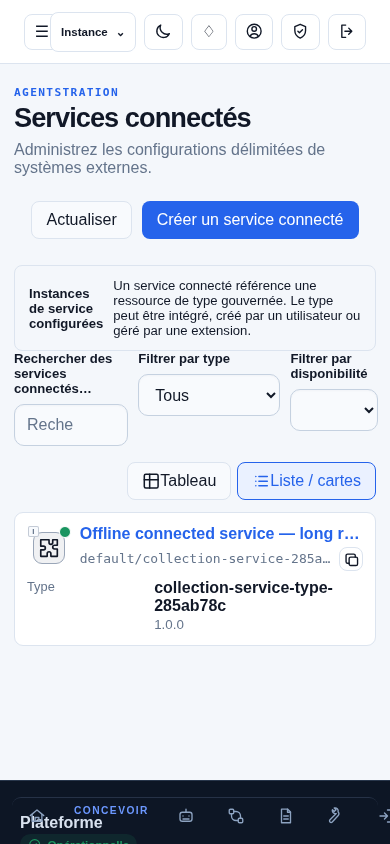 Instance
AGENTSTRATION
Services connectés
Administrez les configurations délimitées de
systèmes externes.
Actualiser
Créer un service connecté
Instances
de service
configurées
Un service connecté référence une
ressource de type gouvernée. Le type
peut être intégré, créé par un utilisateur ou
géré par une extension.
Rechercher des
services
connectés…
Filtrer par type
Filtrer par
disponibilité
Reche
Tous
Tableau
Liste / cartes
I
Offline connected service — long r…
default/collection-service-285a…
Type
collection-service-type-
285ab78c
1.0.0
CONCEVOIR
Plateforme
Opérationnelle